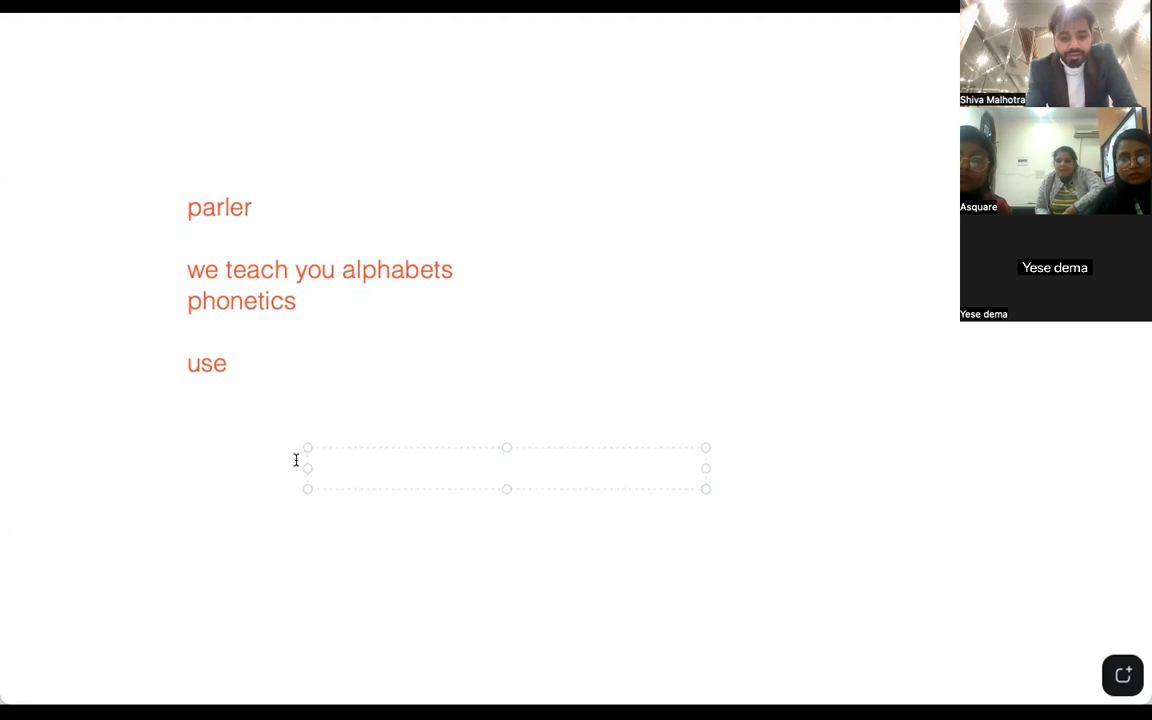 parler
we teach you alphabets
phonetics
use
Shiva Malhotra
Asquare
Yese dema
Yese dema